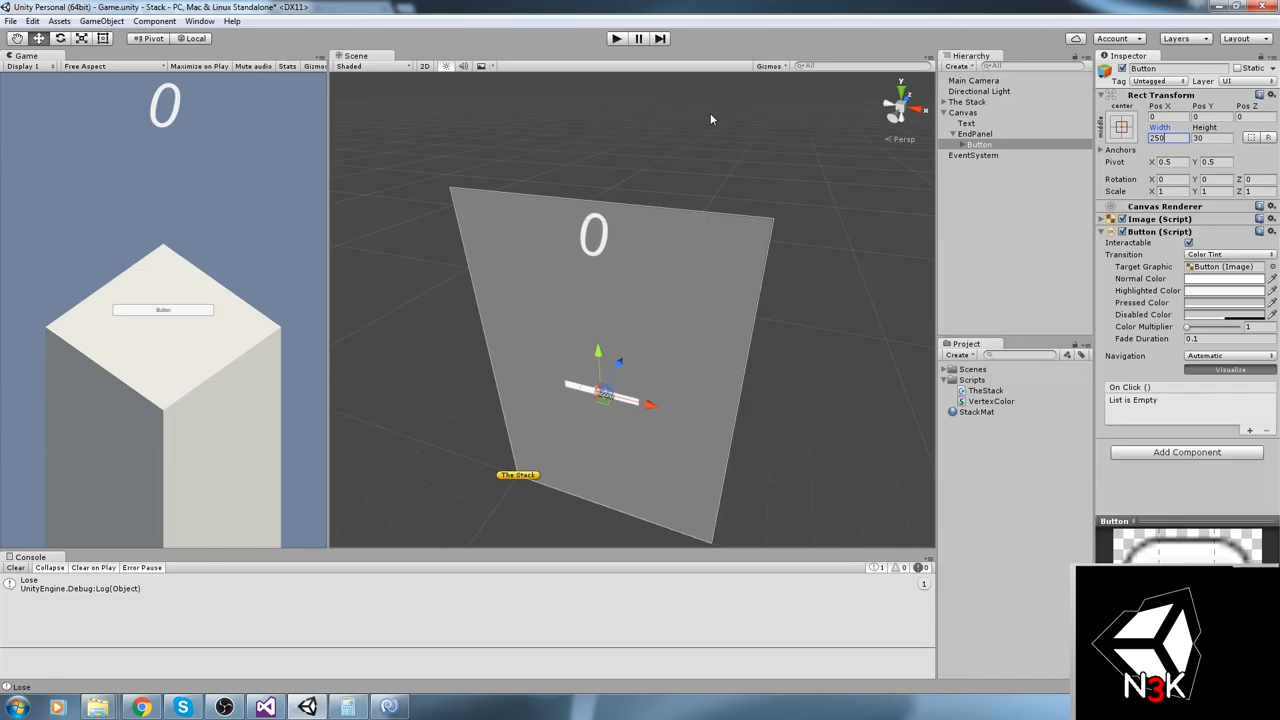 Unity Personal (64bit) - Game.unity - Stack - PC, Mac & Linux Standalone* <DX11>
File Edit Assets GameObject Component Window Help
Pivot Local Account Layers Layout
Game Scene Hierarchy Inspector
Display 1 Free Aspect Maximize on Play Mute audio Stats Gizmos
Shaded 2D Gizmos All
Create All
Main Camera
Directional Light
The Stack
Canvas
Text
EndPanel
Button
EventSystem
0
0
y
z
x
Persp
Button
The Stack
Project
Create
Scenes
Scripts
TheStack
VertexColor
StackMat
Button Static
Tag Untagged Layer UI
Rect Transform
center Pos X Pos Y Pos Z
middle 0 0 0
Width Height
250 30 R
Anchors
Pivot X 0.5 Y 0.5
Rotation X 0 Y 0 Z 0
Scale X 1 Y 1 Z 1
Canvas Renderer
Image (Script)
Button (Script)
Interactable
Transition Color Tint
Target Graphic Button (Image)
Normal Color
Highlighted Color
Pressed Color
Disabled Color
Color Multiplier 1
Fade Duration 0.1
Navigation Automatic
Visualize
On Click ()
List is Empty
Add Component
Button
Console
Clear Collapse Clear on Play Error Pause 1 0 0
Lose
UnityEngine.Debug:Log(Object) 1
Lose
N3K